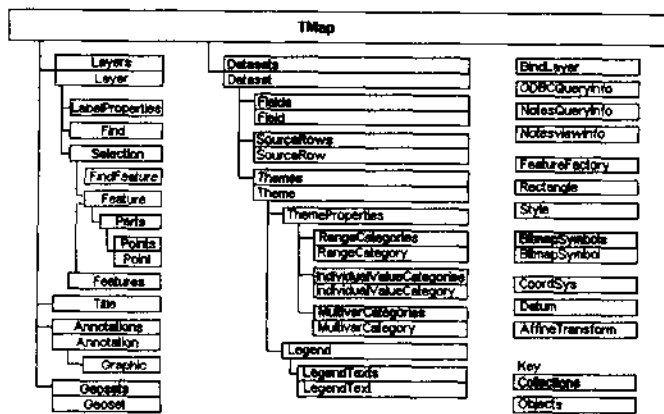 TMap
Layers
Layer
LabelProperties
Find
Selection
FindFeature
Feature
Parts
Points
Point
Features
Title
Annotations
Annotation
Graphic
Geosets
Geoset
Datasets
Dataset
Fields
Field
SourceRows
SourceRow
Themes
Theme
ThemeProperties
RangeCategories
RangeCategory
IndividualValueCategories
IndividualValueCategory
MultivarCategories
MultivarCategory
Legend
LegendTexts
LegendText
BindLayer
ODBCQueryInfo
NotesQueryInfo
NotesviewInfo
FeatureFactory
Rectangle
Style
BitmapSymbols
BitmapSymbol
CoordSys
Datum
AffineTransform
Key
Collections
Objects